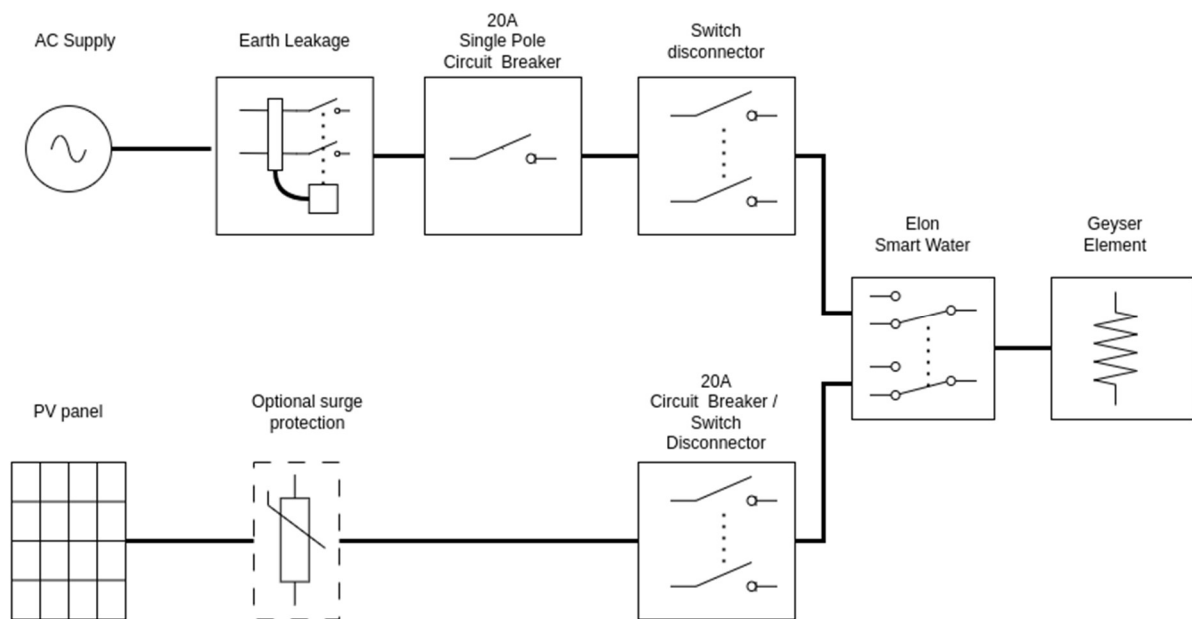 AC Supply
Earth Leakage
20A
Single Pole
Circuit Breaker
Switch
disconnector
Elon
Smart Water
Geyser
Element
PV panel
Optional surge
protection
20A
Circuit Breaker /
Switch
Disconnector